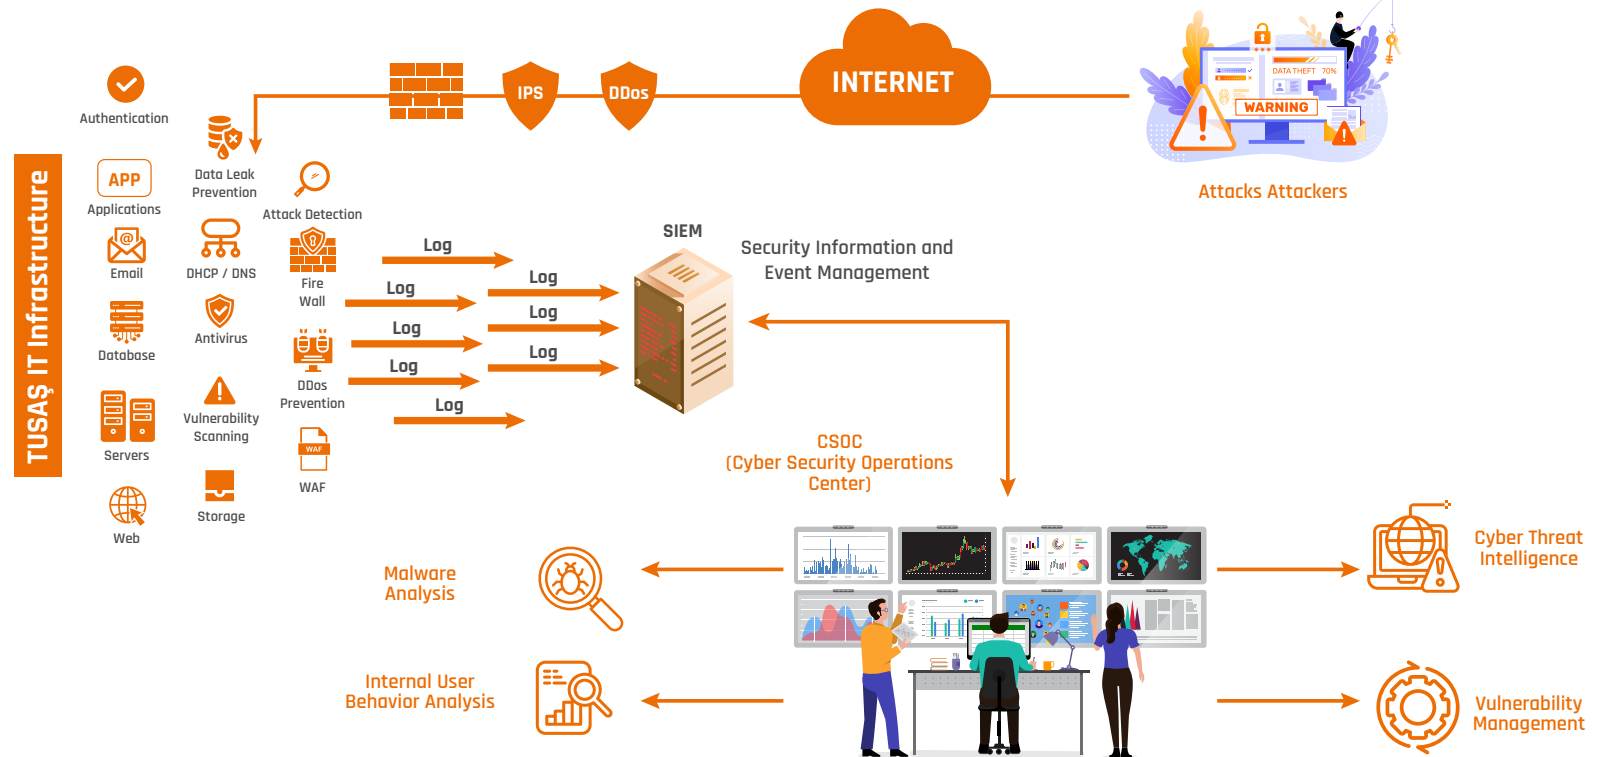 INTERNET
IPS
DDos
DATA THEFT 70%
WARNING
Attacks Attackers
TUSAŞ IT Infrastructure
Authentication
APP
Applications
@
Email
Database
Servers
Web
Data Leak
Prevention
DHCP / DNS
Antivirus
Vulnerability
Scanning
Storage
Attack Detection
Fire
Wall
DDos
Prevention
WAF
WAF
Log
Log
Log
Log
Log
Log
Log
Log
SIEM
Security Information and
Event Management
CSOC
(Cyber Security Operations
Center)
Malware
Analysis
Internal User
Behavior Analysis
Cyber Threat
Intelligence
Vulnerability
Management